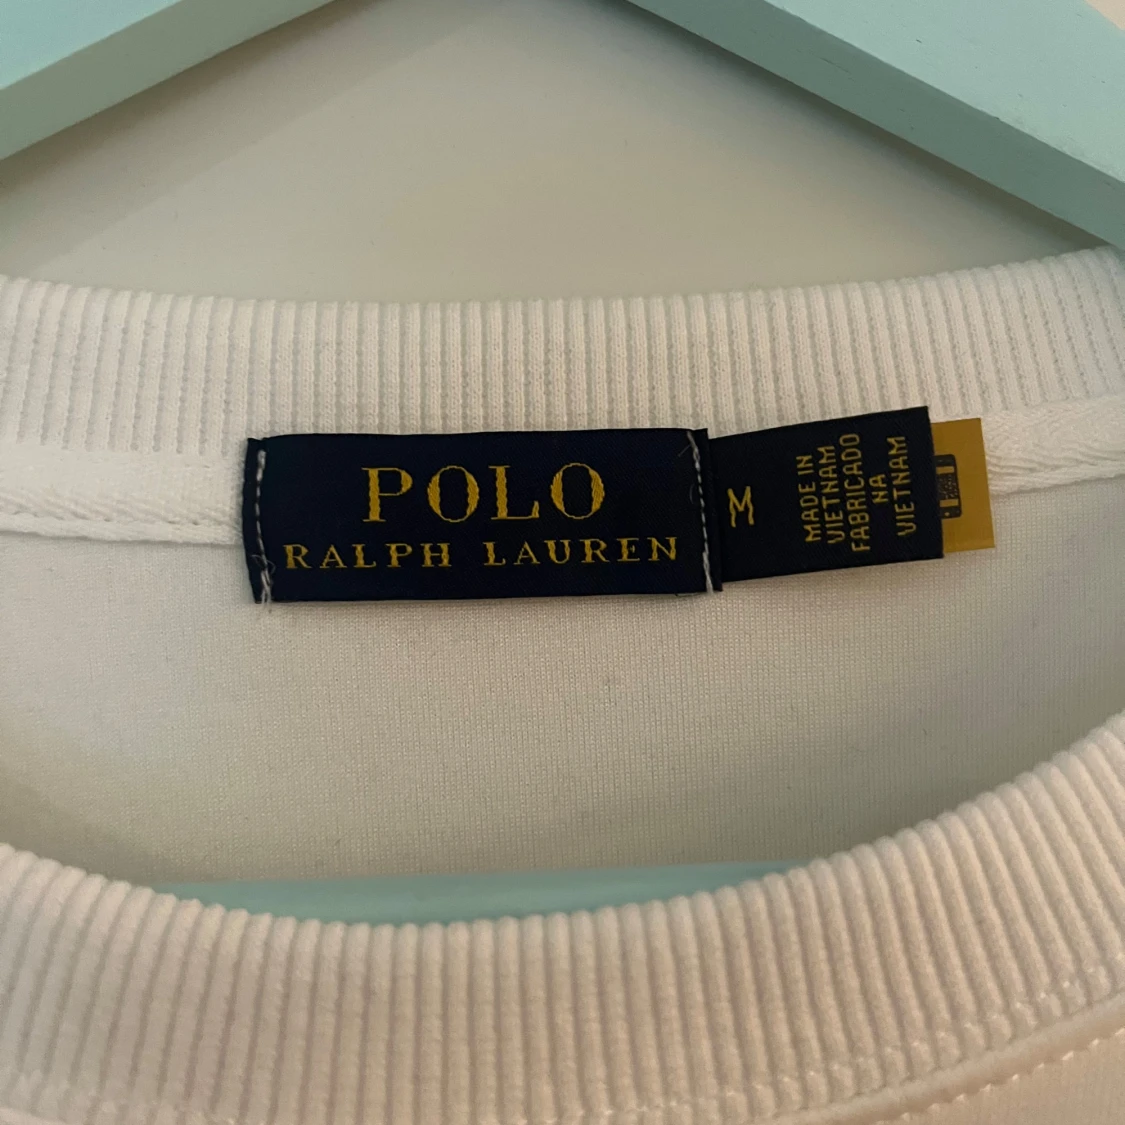 POLO
RALPH LAUREN
M
MADE IN
VIETNAM
FABRICADO
NA
VIETNAM